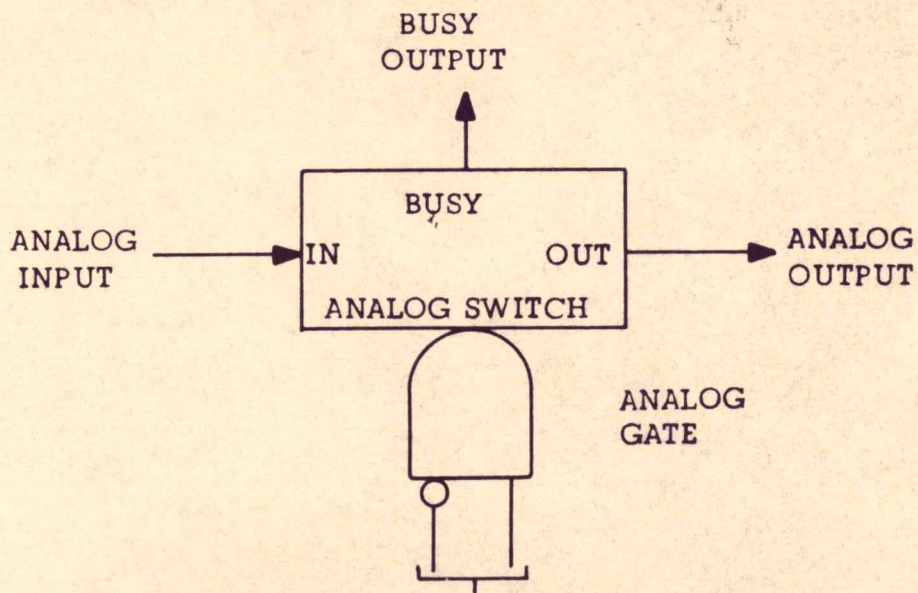 BUSY
OUTPUT
BUSY
ANALOG
INPUT
IN
OUT
ANALOG
OUTPUT
ANALOG SWITCH
ANALOG
GATE